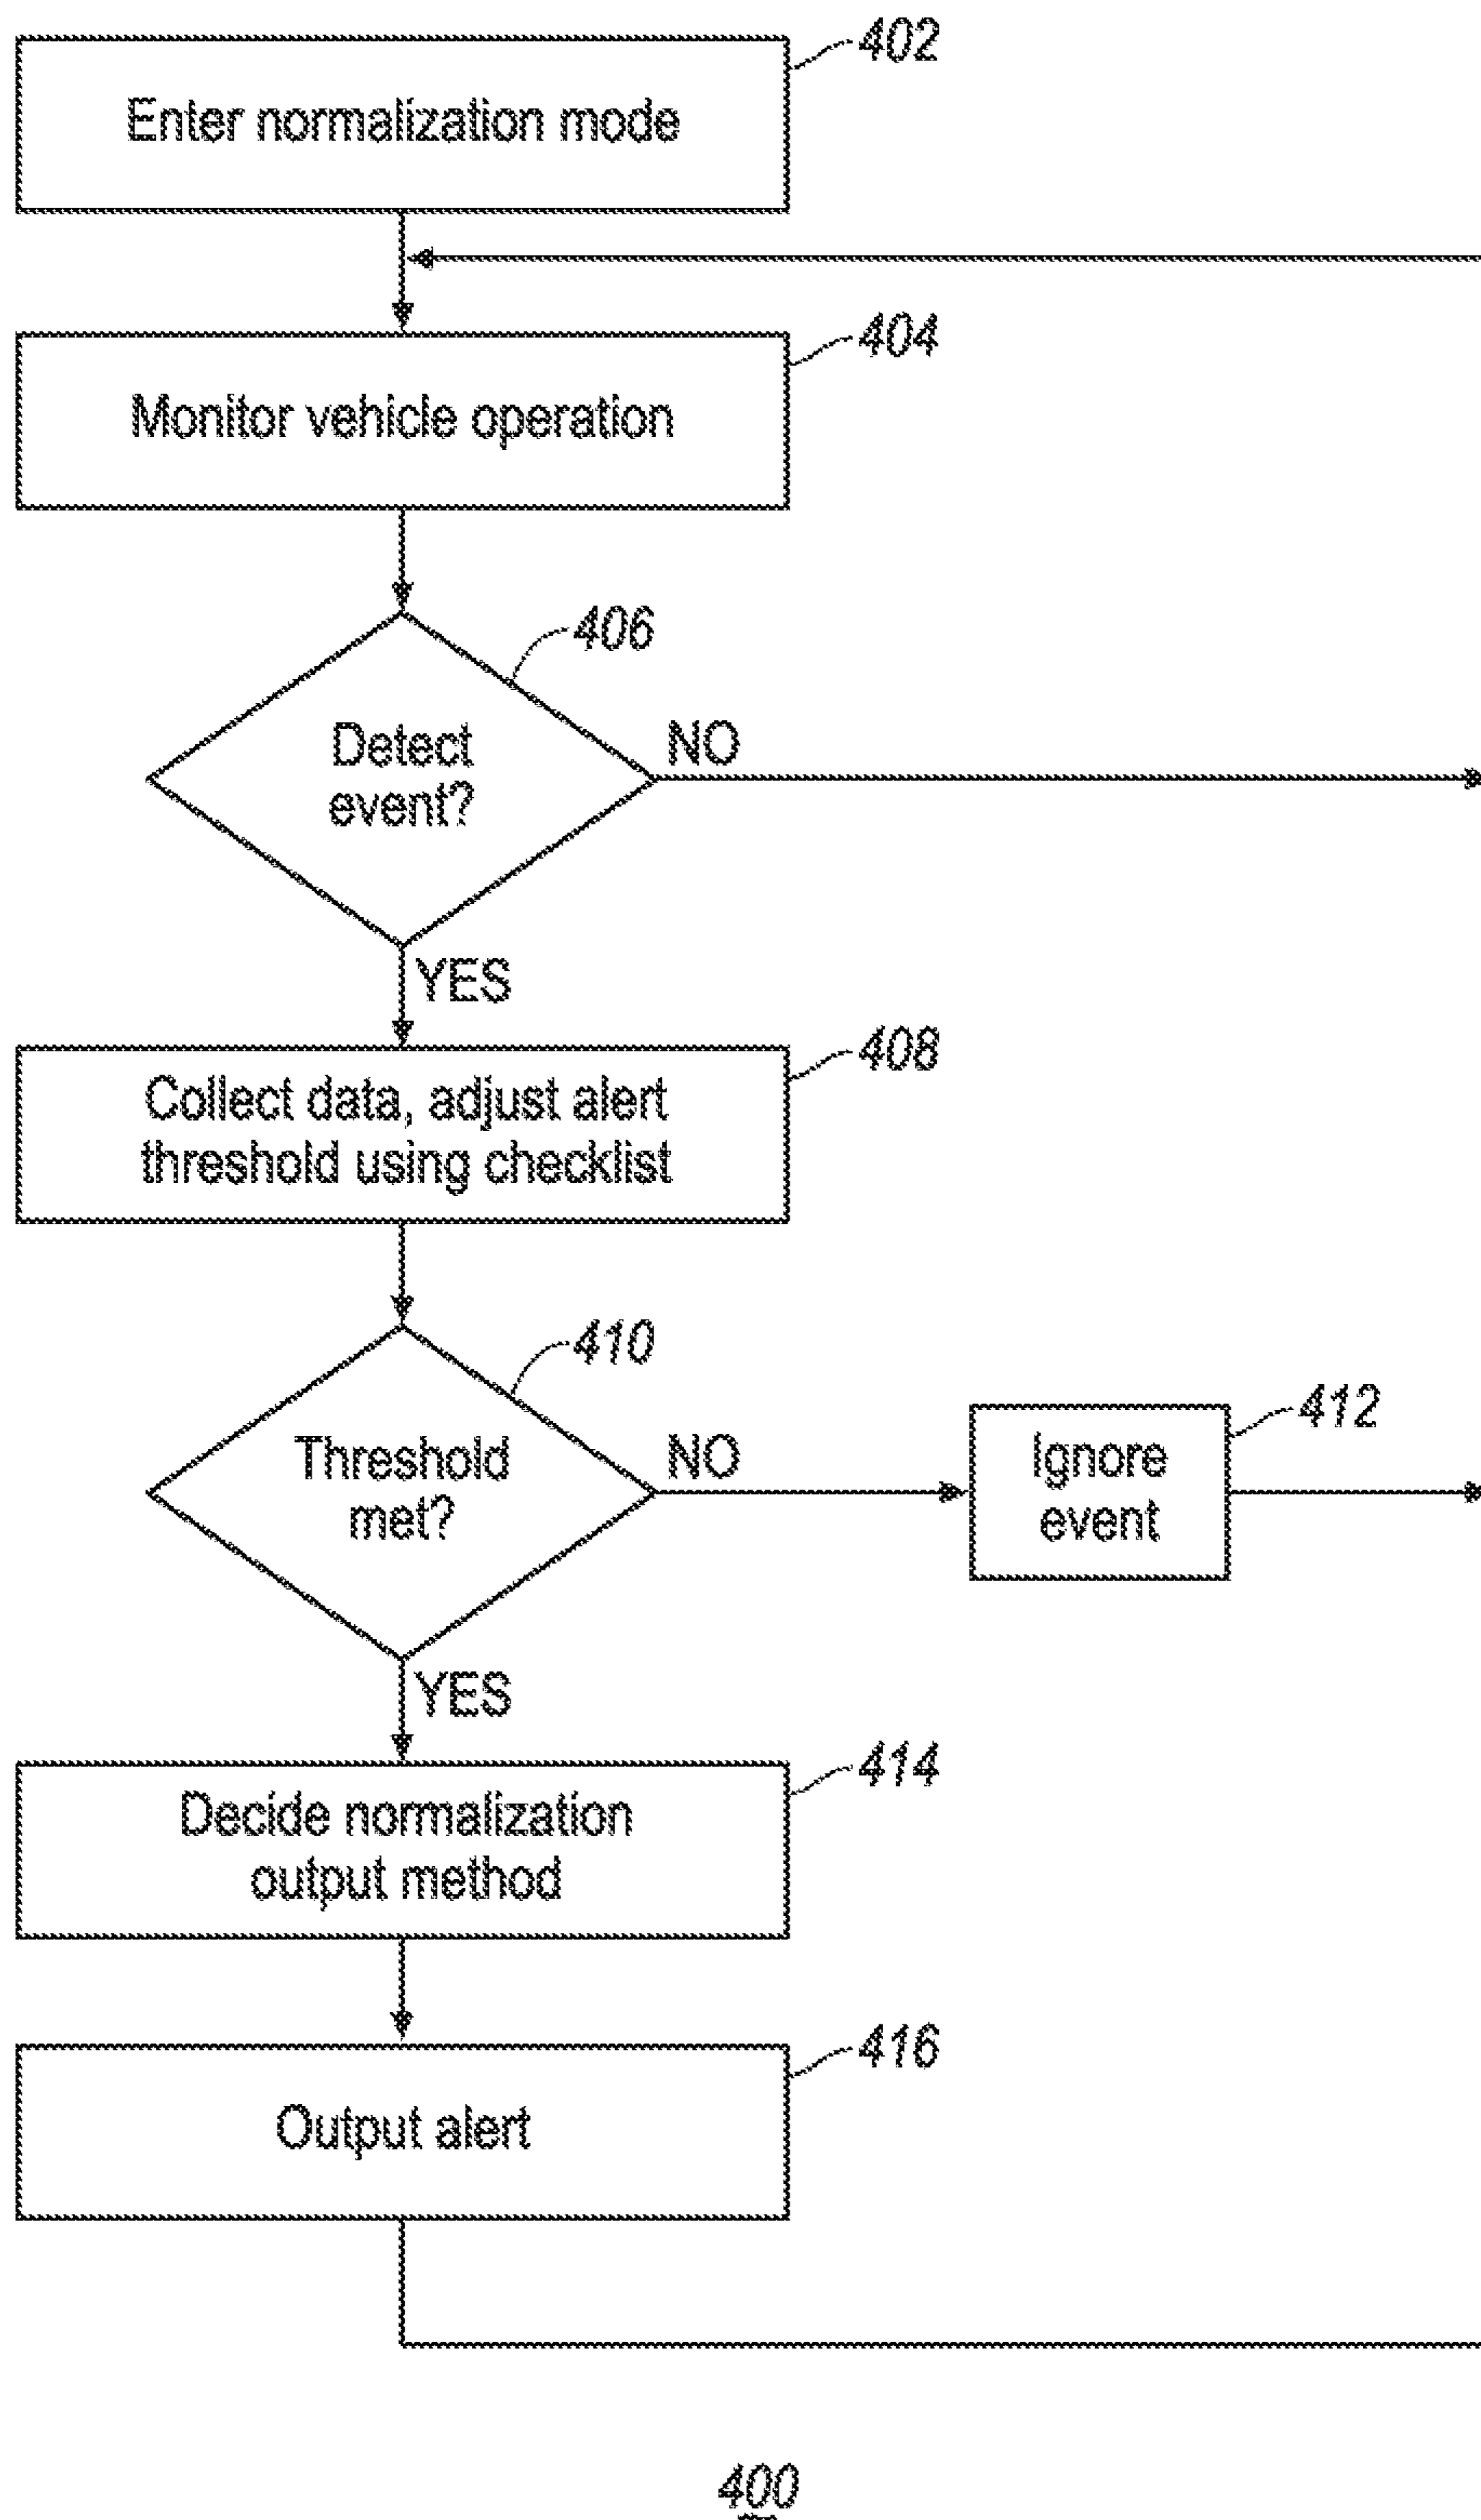 402
Enter normalization mode
404
Monitor vehicle operation
406
Detect
event?
NO
YES
408
Collect data, adjust alert
threshold using checklist
410
Threshold
met?
NO
412
Ignore
event
YES
414
Decide normalization
output method
416
Output alert
400